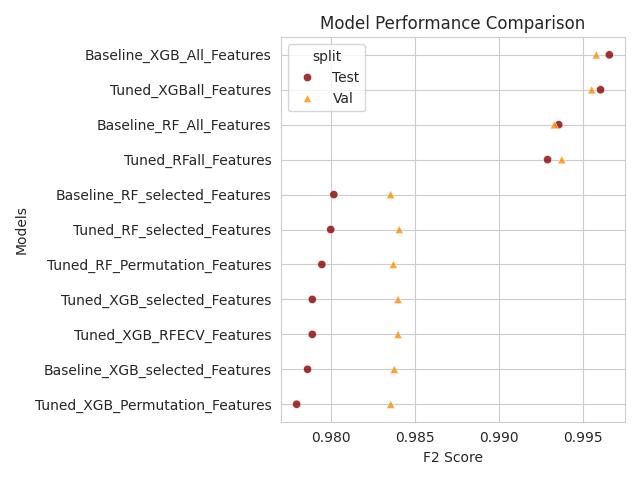 Model Performance Comparison
split
Test
Val
Models
Baseline_XGB_All_Features
Tuned_XGBall_Features
Baseline_RF_All_Features
Tuned_RFall_Features
Baseline_RF_selected_Features
Tuned_RF_selected_Features
Tuned_RF_Permutation_Features
Tuned_XGB_selected_Features
Tuned_XGB_RFECV_Features
Baseline_XGB_selected_Features
Tuned_XGB_Permutation_Features
0.980 0.985 0.990 0.995
F2 Score